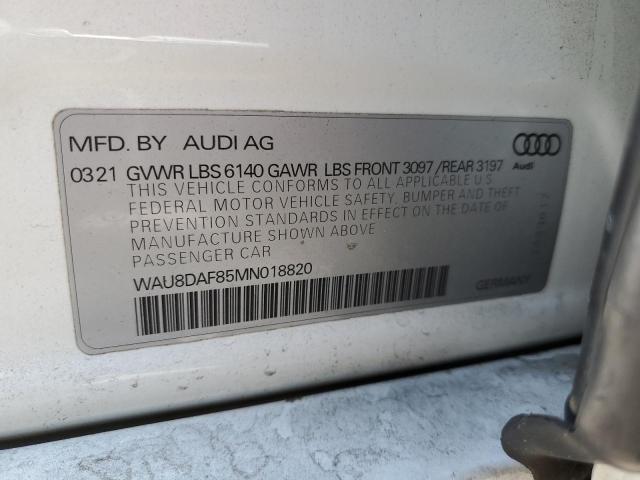 MFD. BY AUDI AG
03 21 GVWR LBS 6140 GAWR LBS FRONT 3097 /REAR 3197
Audi
THIS VEHICLE CONFORMS TO ALL APPLICABLE U.S.
FEDERAL MOTOR VEHICLE SAFETY, BUMPER AND THEFT
PREVENTION STANDARDS IN EFFECT ON THE DATE OF
MANUFACTURE SHOWN ABOVE
PASSENGER CAR
WAU8DAF85MN018820
GERMANY